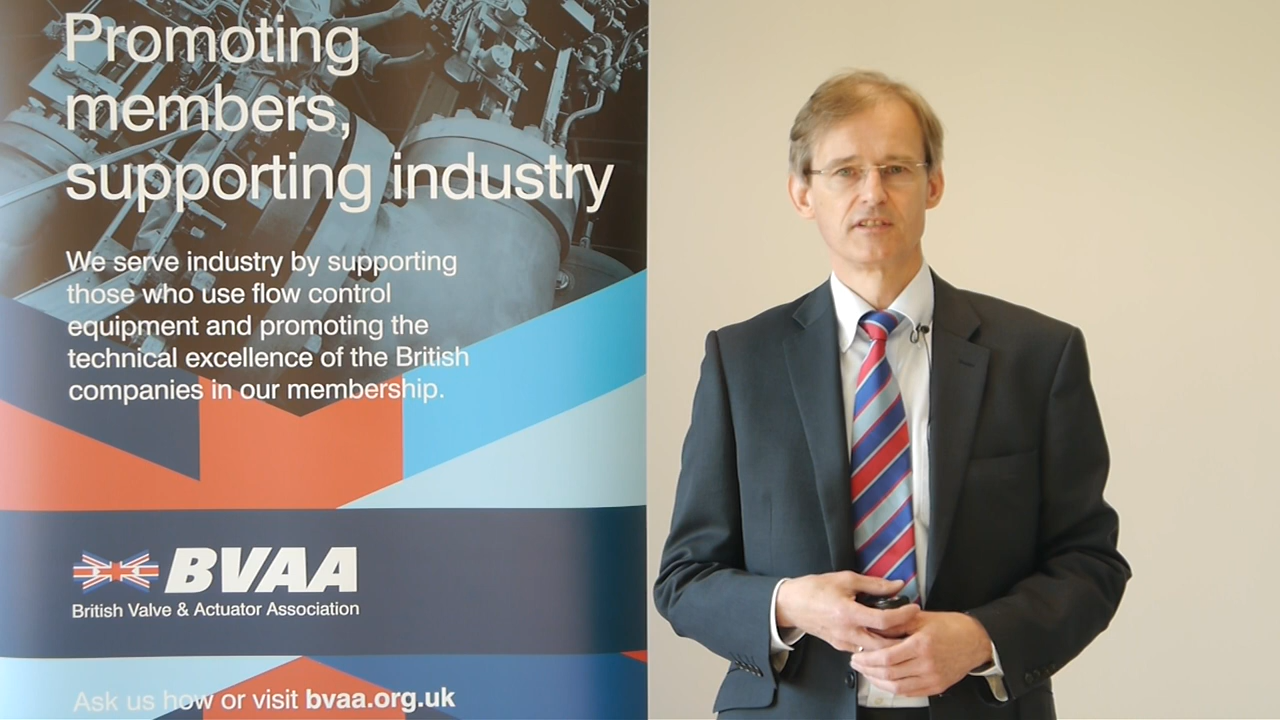 Promoting
members,
supporting industry
We serve industry by supporting
those who use flow control
equipment and promoting the
technical excellence of the British
companies in our membership.
BVAA
British Valve & Actuator Association
Ask us how or visit bvaa.org.uk